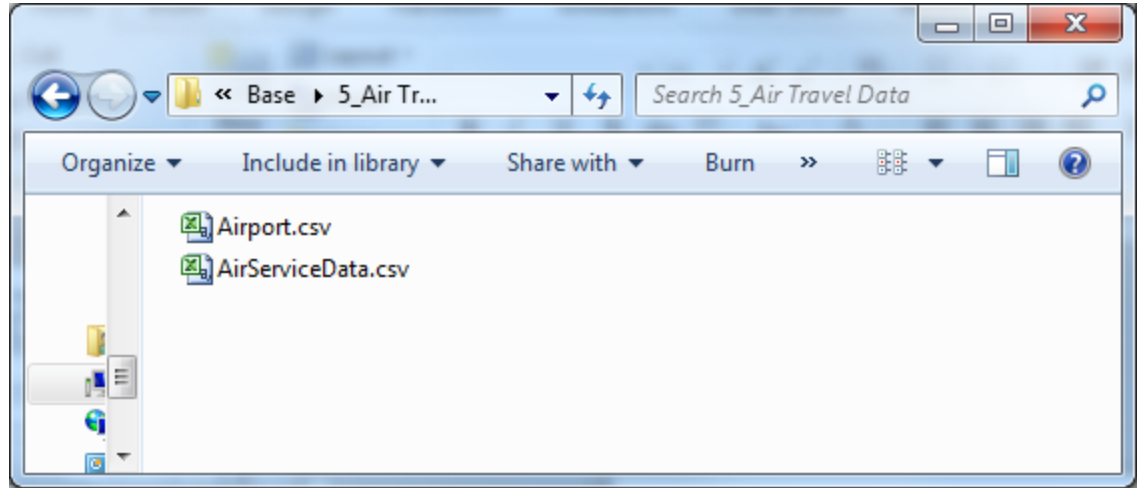 « Base ▸ 5_Air Tr... Search 5_Air Travel Data
Organize Include in library Share with Burn »
Airport.csv
AirServiceData.csv